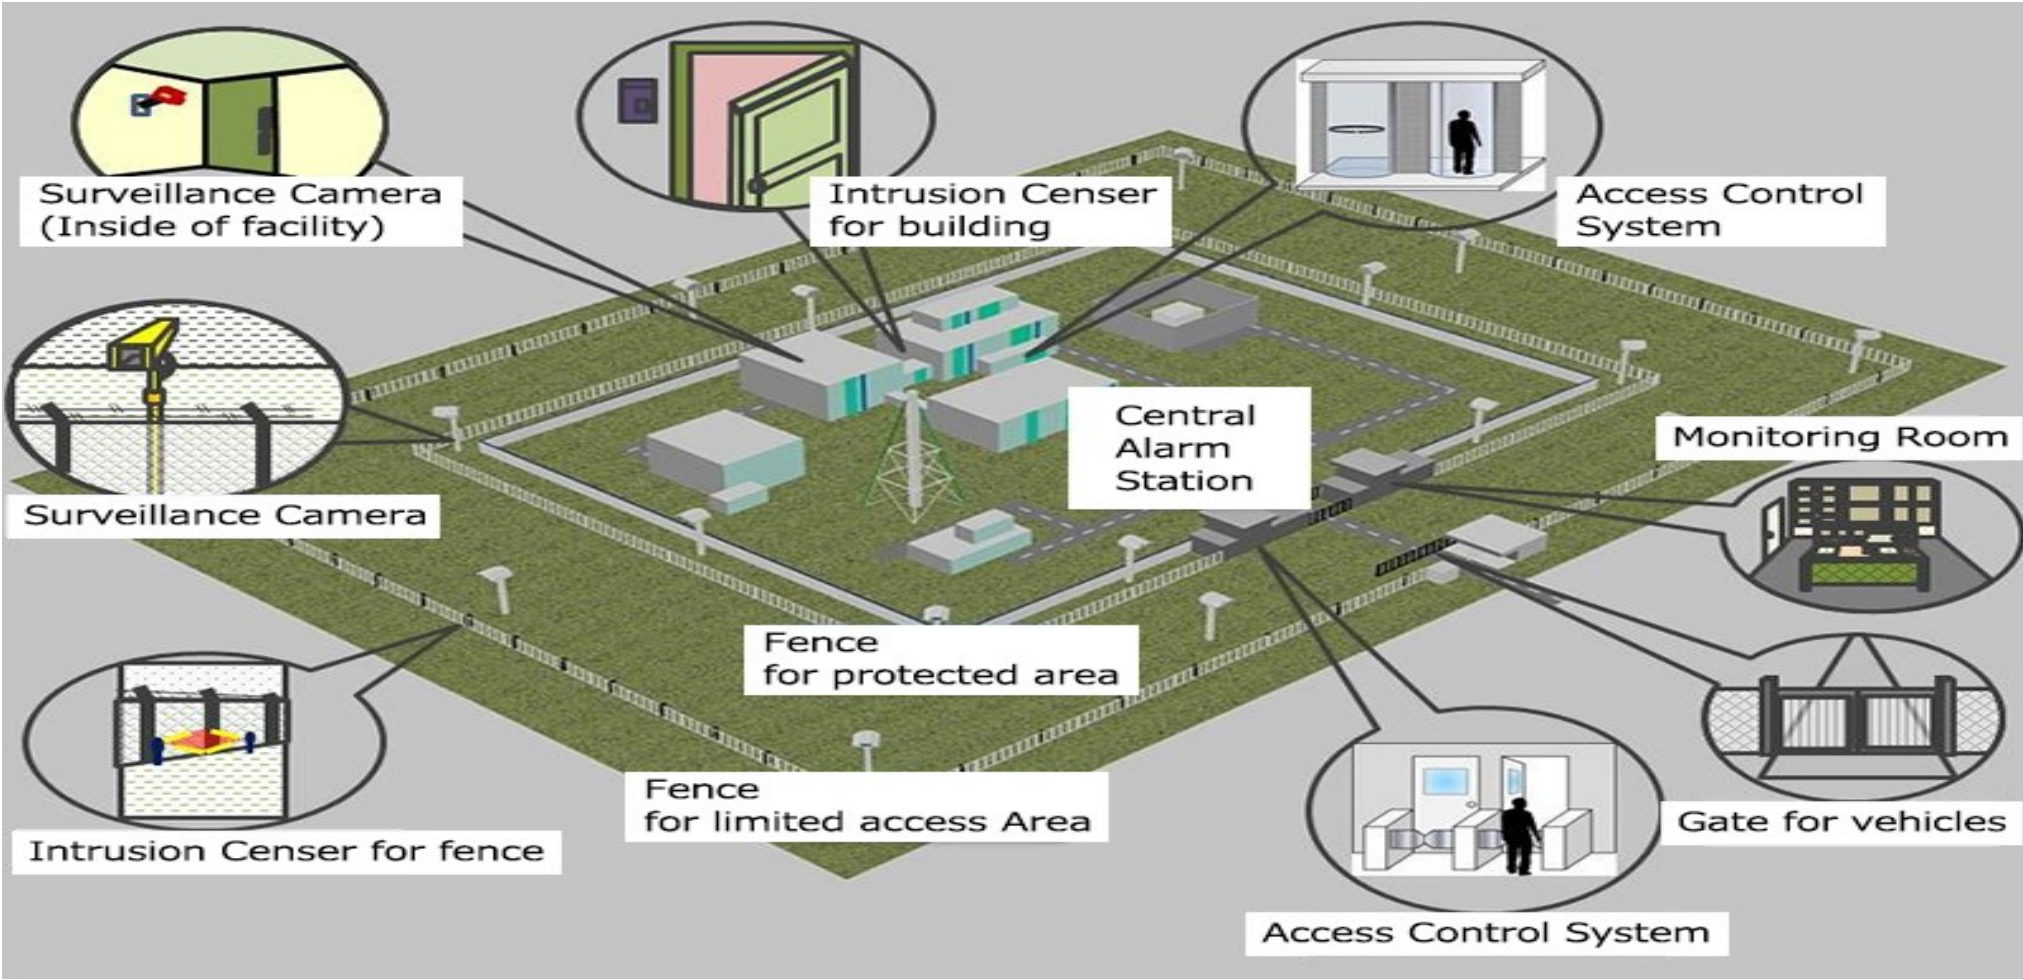 Surveillance Camera
(Inside of facility)
Intrusion Censer
for building
Access Control
System
Surveillance Camera
Central
Alarm
Station
Monitoring Room
Fence
for protected area
Fence
for limited access Area
Gate for vehicles
Intrusion Censer for fence
Access Control System